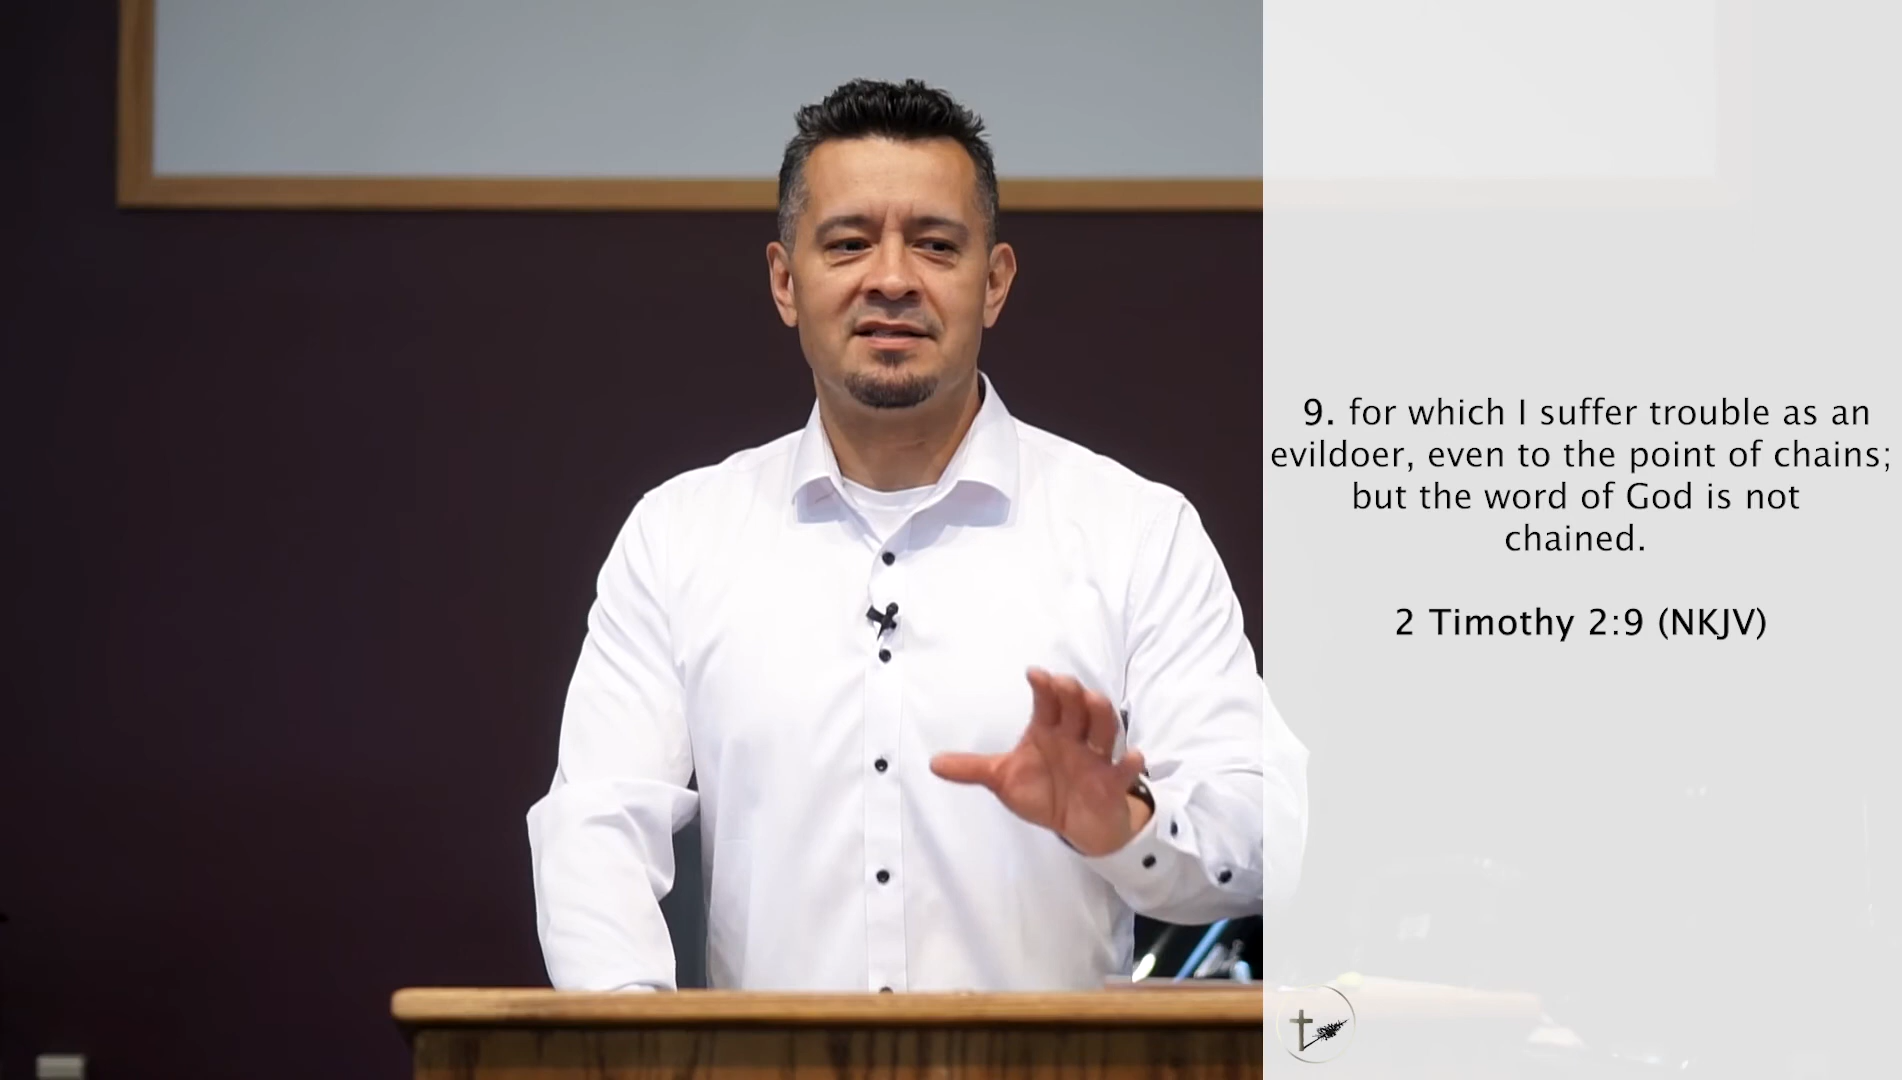 9. for which I suffer trouble as an
evildoer, even to the point of chains;
but the word of God is not
chained.
2 Timothy 2:9 (NKJV)